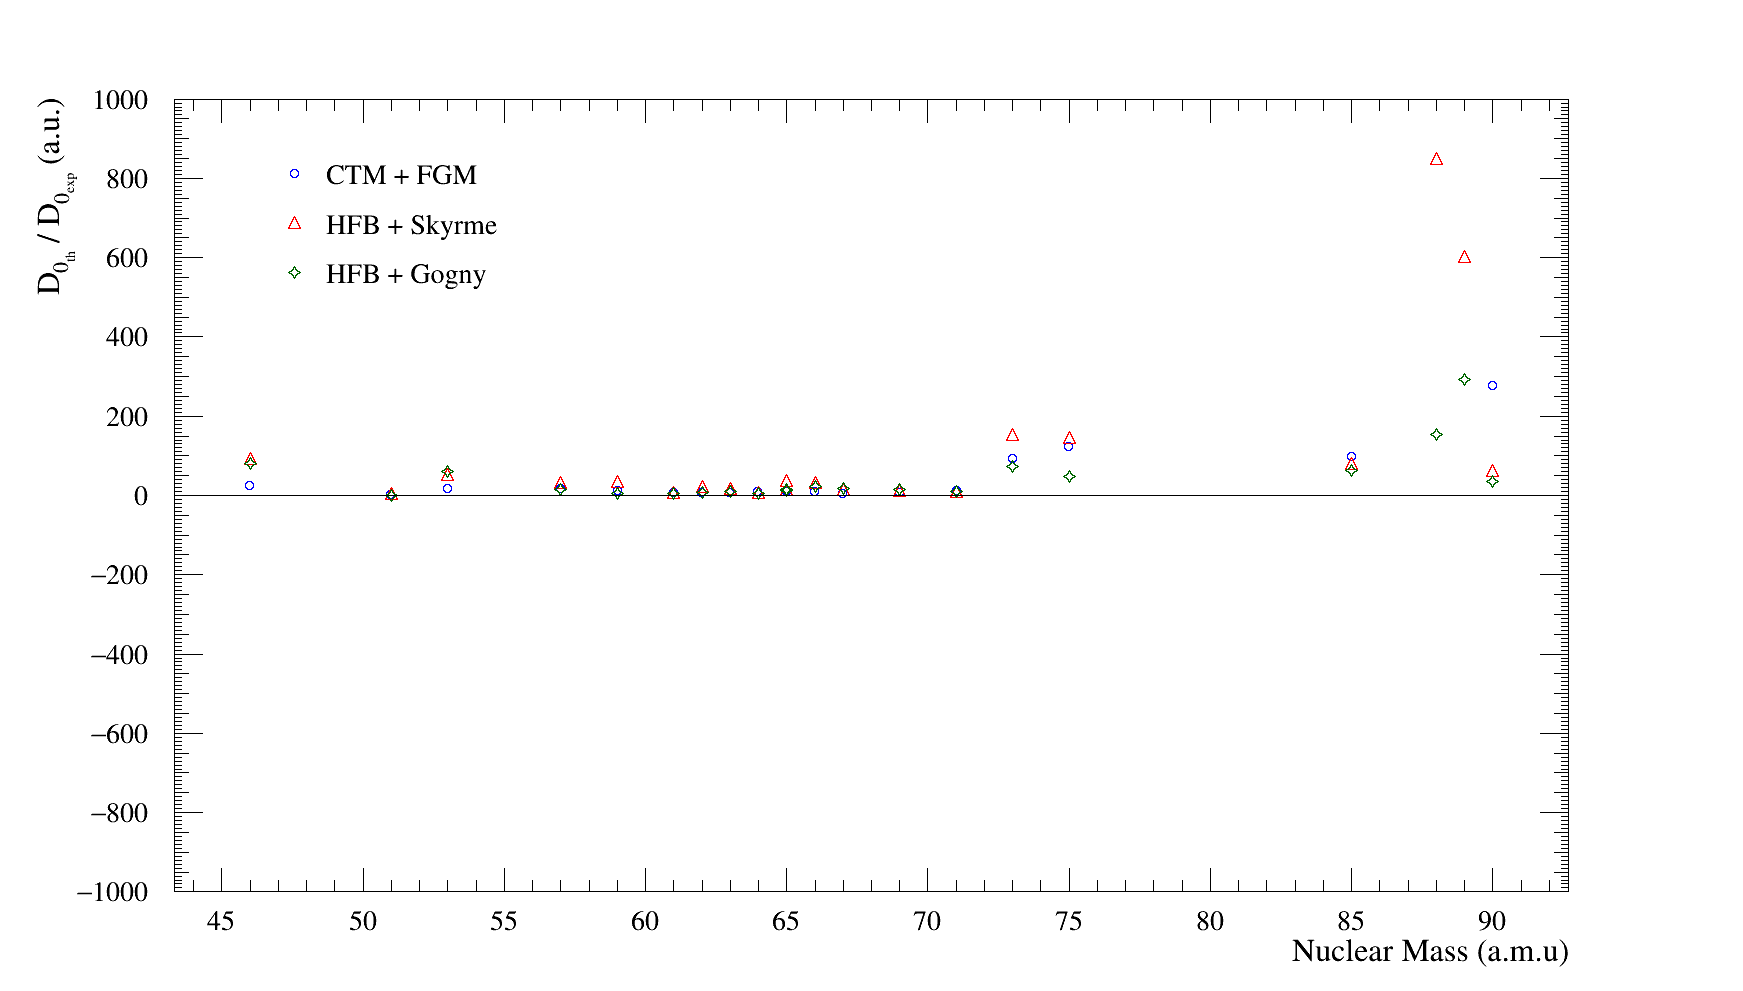 D0th / D0exp (a.u.)
1000
800
600
400
200
0
−200
−400
−600
−800
−1000
CTM + FGM
HFB + Skyrme
HFB + Gogny
45 50 55 60 65 70 75 80 85 90
Nuclear Mass (a.m.u)